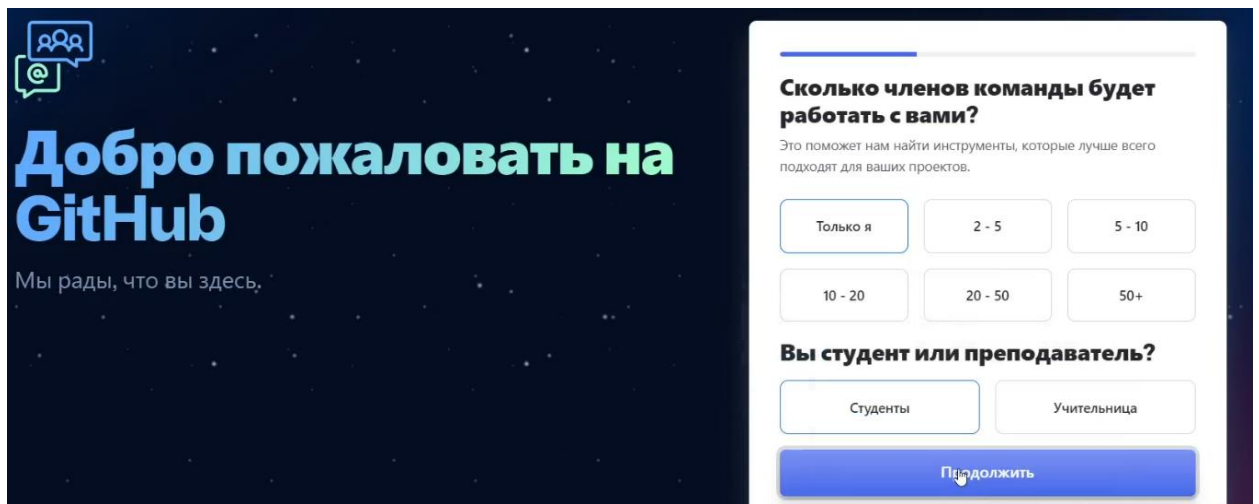 Добро пожаловать на
GitHub
Мы рады, что вы здесь.
Сколько членов команды будет
работать с вами?
Это поможет нам найти инструменты, которые лучше всего
подходят для ваших проектов.
Только я
2 - 5
5 - 10
10 - 20
20 - 50
50+
Вы студент или преподаватель?
Студенты
Учительница
Продолжить